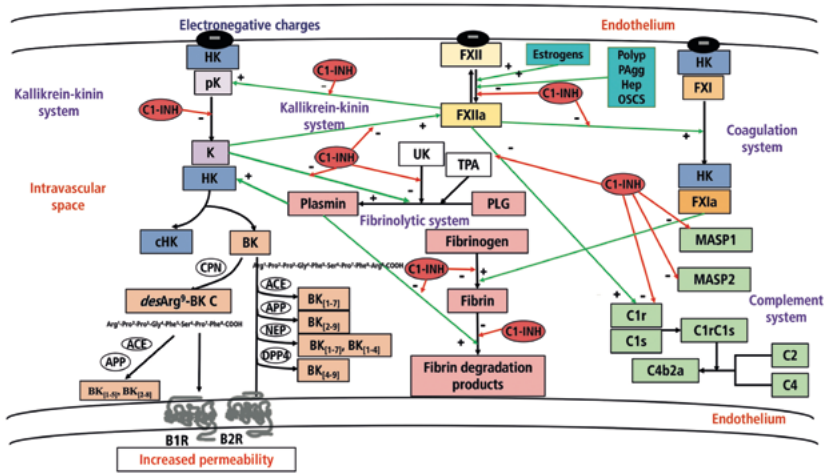 Electronegative charges
Endothelium
HK
pK
FXII
Estrogens
Polyp
PAgg
Hep
OSCS
HK
FXI
C1-INH
C1-INH
Kallikrein-kinin
system
C1-INH
Kallikrein-kinin
system
FXIIa
Coagulation
system
K
HK
C1-INH
UK
TPA
HK
FXIa
C1-INH
Intravascular
space
Plasmin
PLG
Fibrinolytic system
cHK
BK
Fibrinogen
MASP1
Arg¹-Pro²-Pro³-Gly⁴-Phe⁵-Ser⁶-Pro⁷-Phe⁸-Arg⁹-COOH
C1-INH
CPN
MASP2
desArg⁹-BK C
ACE
BK[1-7]
Fibrin
Complement
system
APP
BK[2-9]
C1r
Arg¹-Pro²-Pro³-Gly⁴-Phe⁵-Ser⁶-Pro⁷-Phe⁸-COOH
NEP
BK[1-7], BK[1-4]
C1-INH
C1s
C1rC1s
ACE
APP
DPP4
BK[4-9]
Fibrin degradation
products
C4b2a
C2
C4
BK[1-5], BK[2-8]
B1R
B2R
Endothelium
Increased permeability